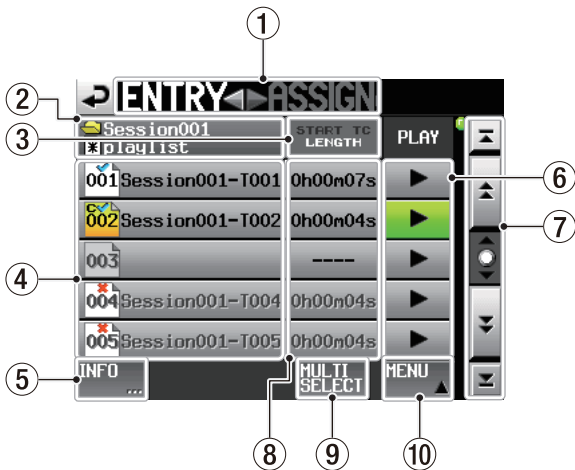 ①
ENTRY ASSIGN
②
Session001
③
START TC
LENGTH
PLAY
*playlist
001 Session001-T001 0h00m07s
⑥
C
002 Session001-T002 0h00m04s
⑦
003 ----
④
004 Session001-T004 0h00m04s
005 Session001-T005 0h00m04s
⑤
INFO
...
MULTI
SELECT
MENU
⑧
⑨
⑩